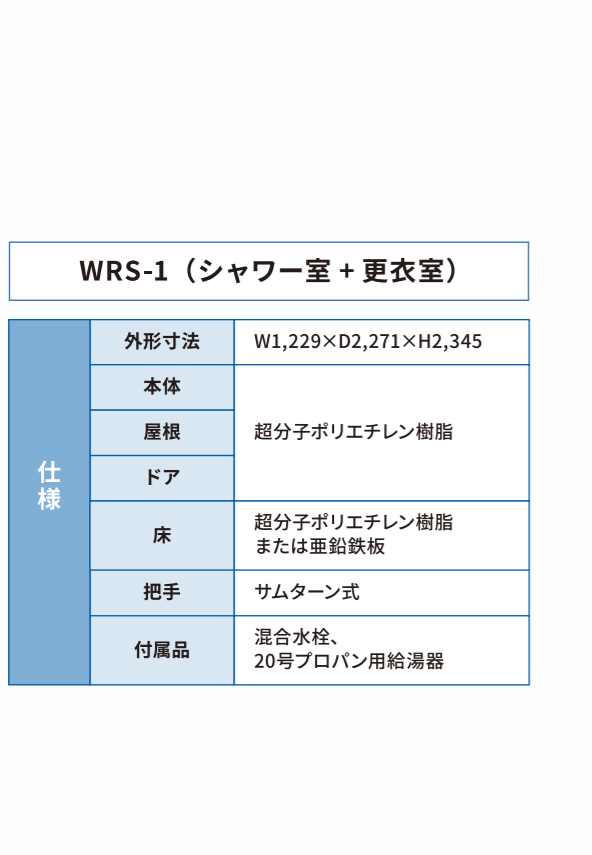 WRS-1（シャワー室 + 更衣室）
仕様
外形寸法
W1,229×D2,271×H2,345
本体
屋根
ドア
超分子ポリエチレン樹脂
床
超分子ポリエチレン樹脂
または亜鉛鉄板
把手
サムターン式
付属品
混合水栓、
20号プロパン用給湯器